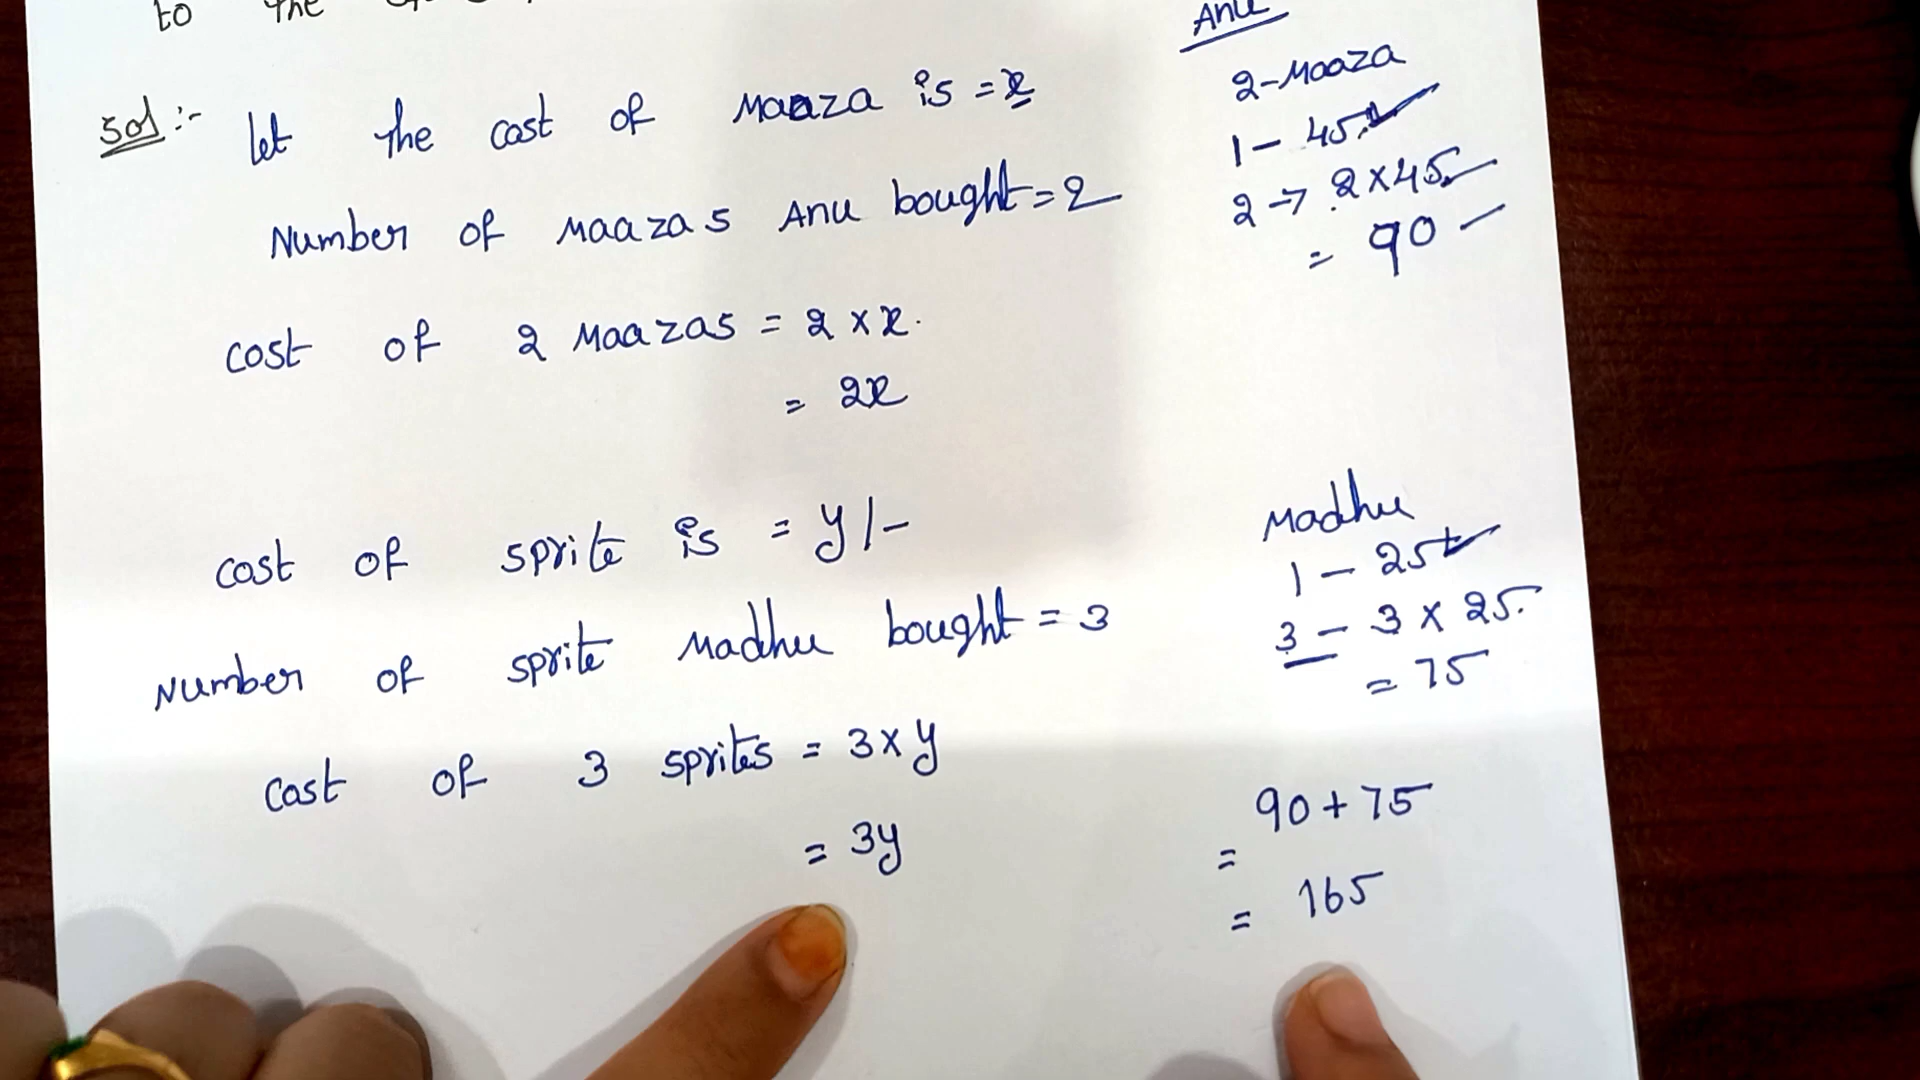 to the
Sol :- Let the cost of Maaza is = x
Number of Maazas Anu bought = 2
Cost of 2 Maazas = 2 × x.
= 2x
Cost of sprite is = y/-
Number of sprite Madhu bought = 3
Cost of 3 sprites = 3 × y
= 3y
Anu
2-Maaza
1 - 45
2 → 2×45
= 90
Madhu
1 - 25
3 - 3 × 25.
= 75
90 + 75
=
= 165